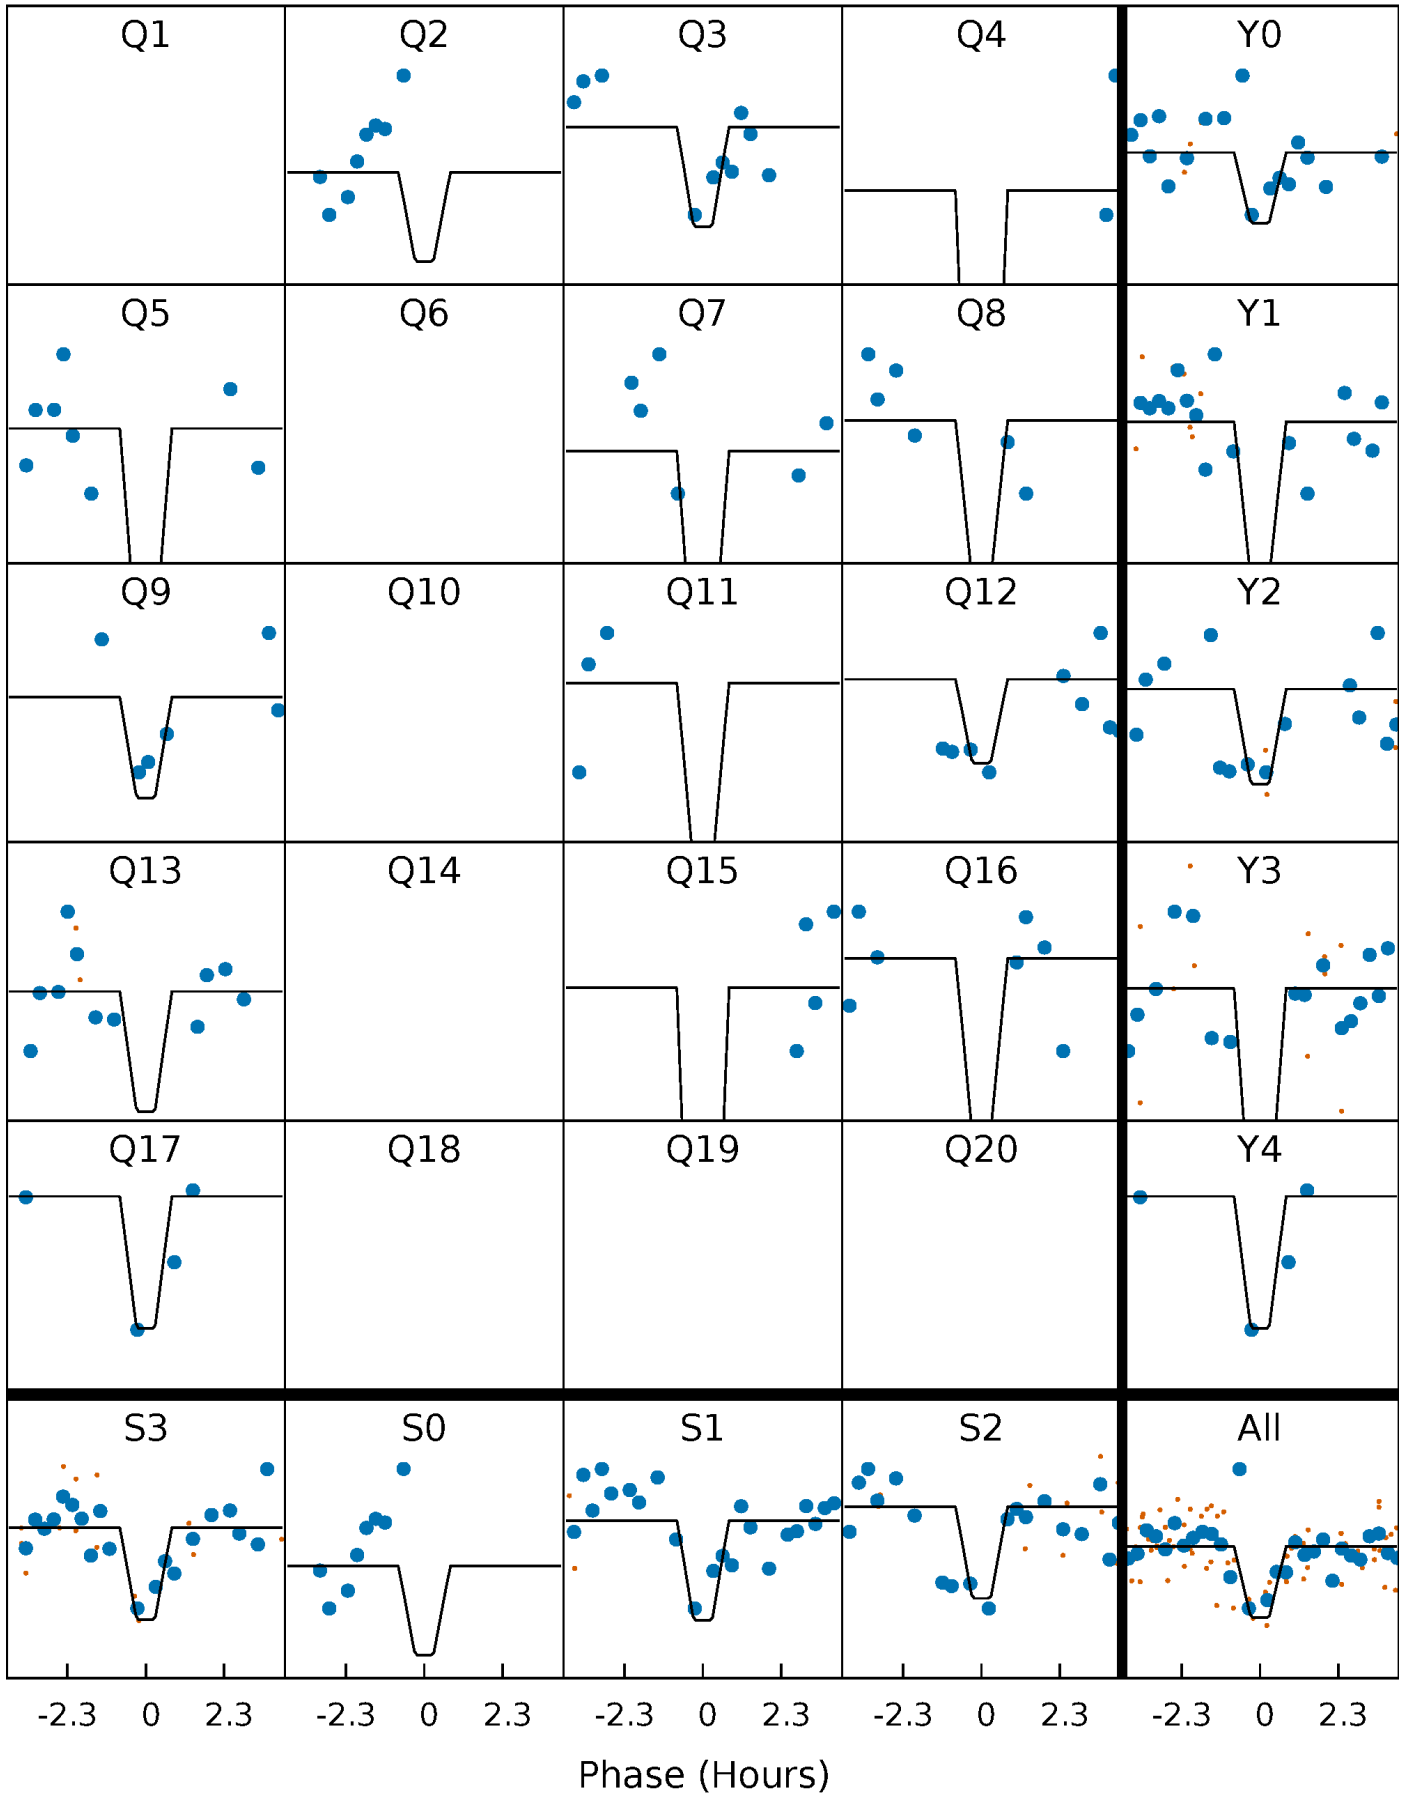 Q1 Q2 Q3 Q4 Y0
Q5 Q6 Q7 Q8 Y1
Q9 Q10 Q11 Q12 Y2
Q13 Q14 Q15 Q16 Y3
Q17 Q18 Q19 Q20 Y4
S3 S0 S1 S2 All
-2.3 0 2.3 -2.3 0 2.3 -2.3 0 2.3 -2.3 0 2.3 -2.3 0 2.3
Phase (Hours)